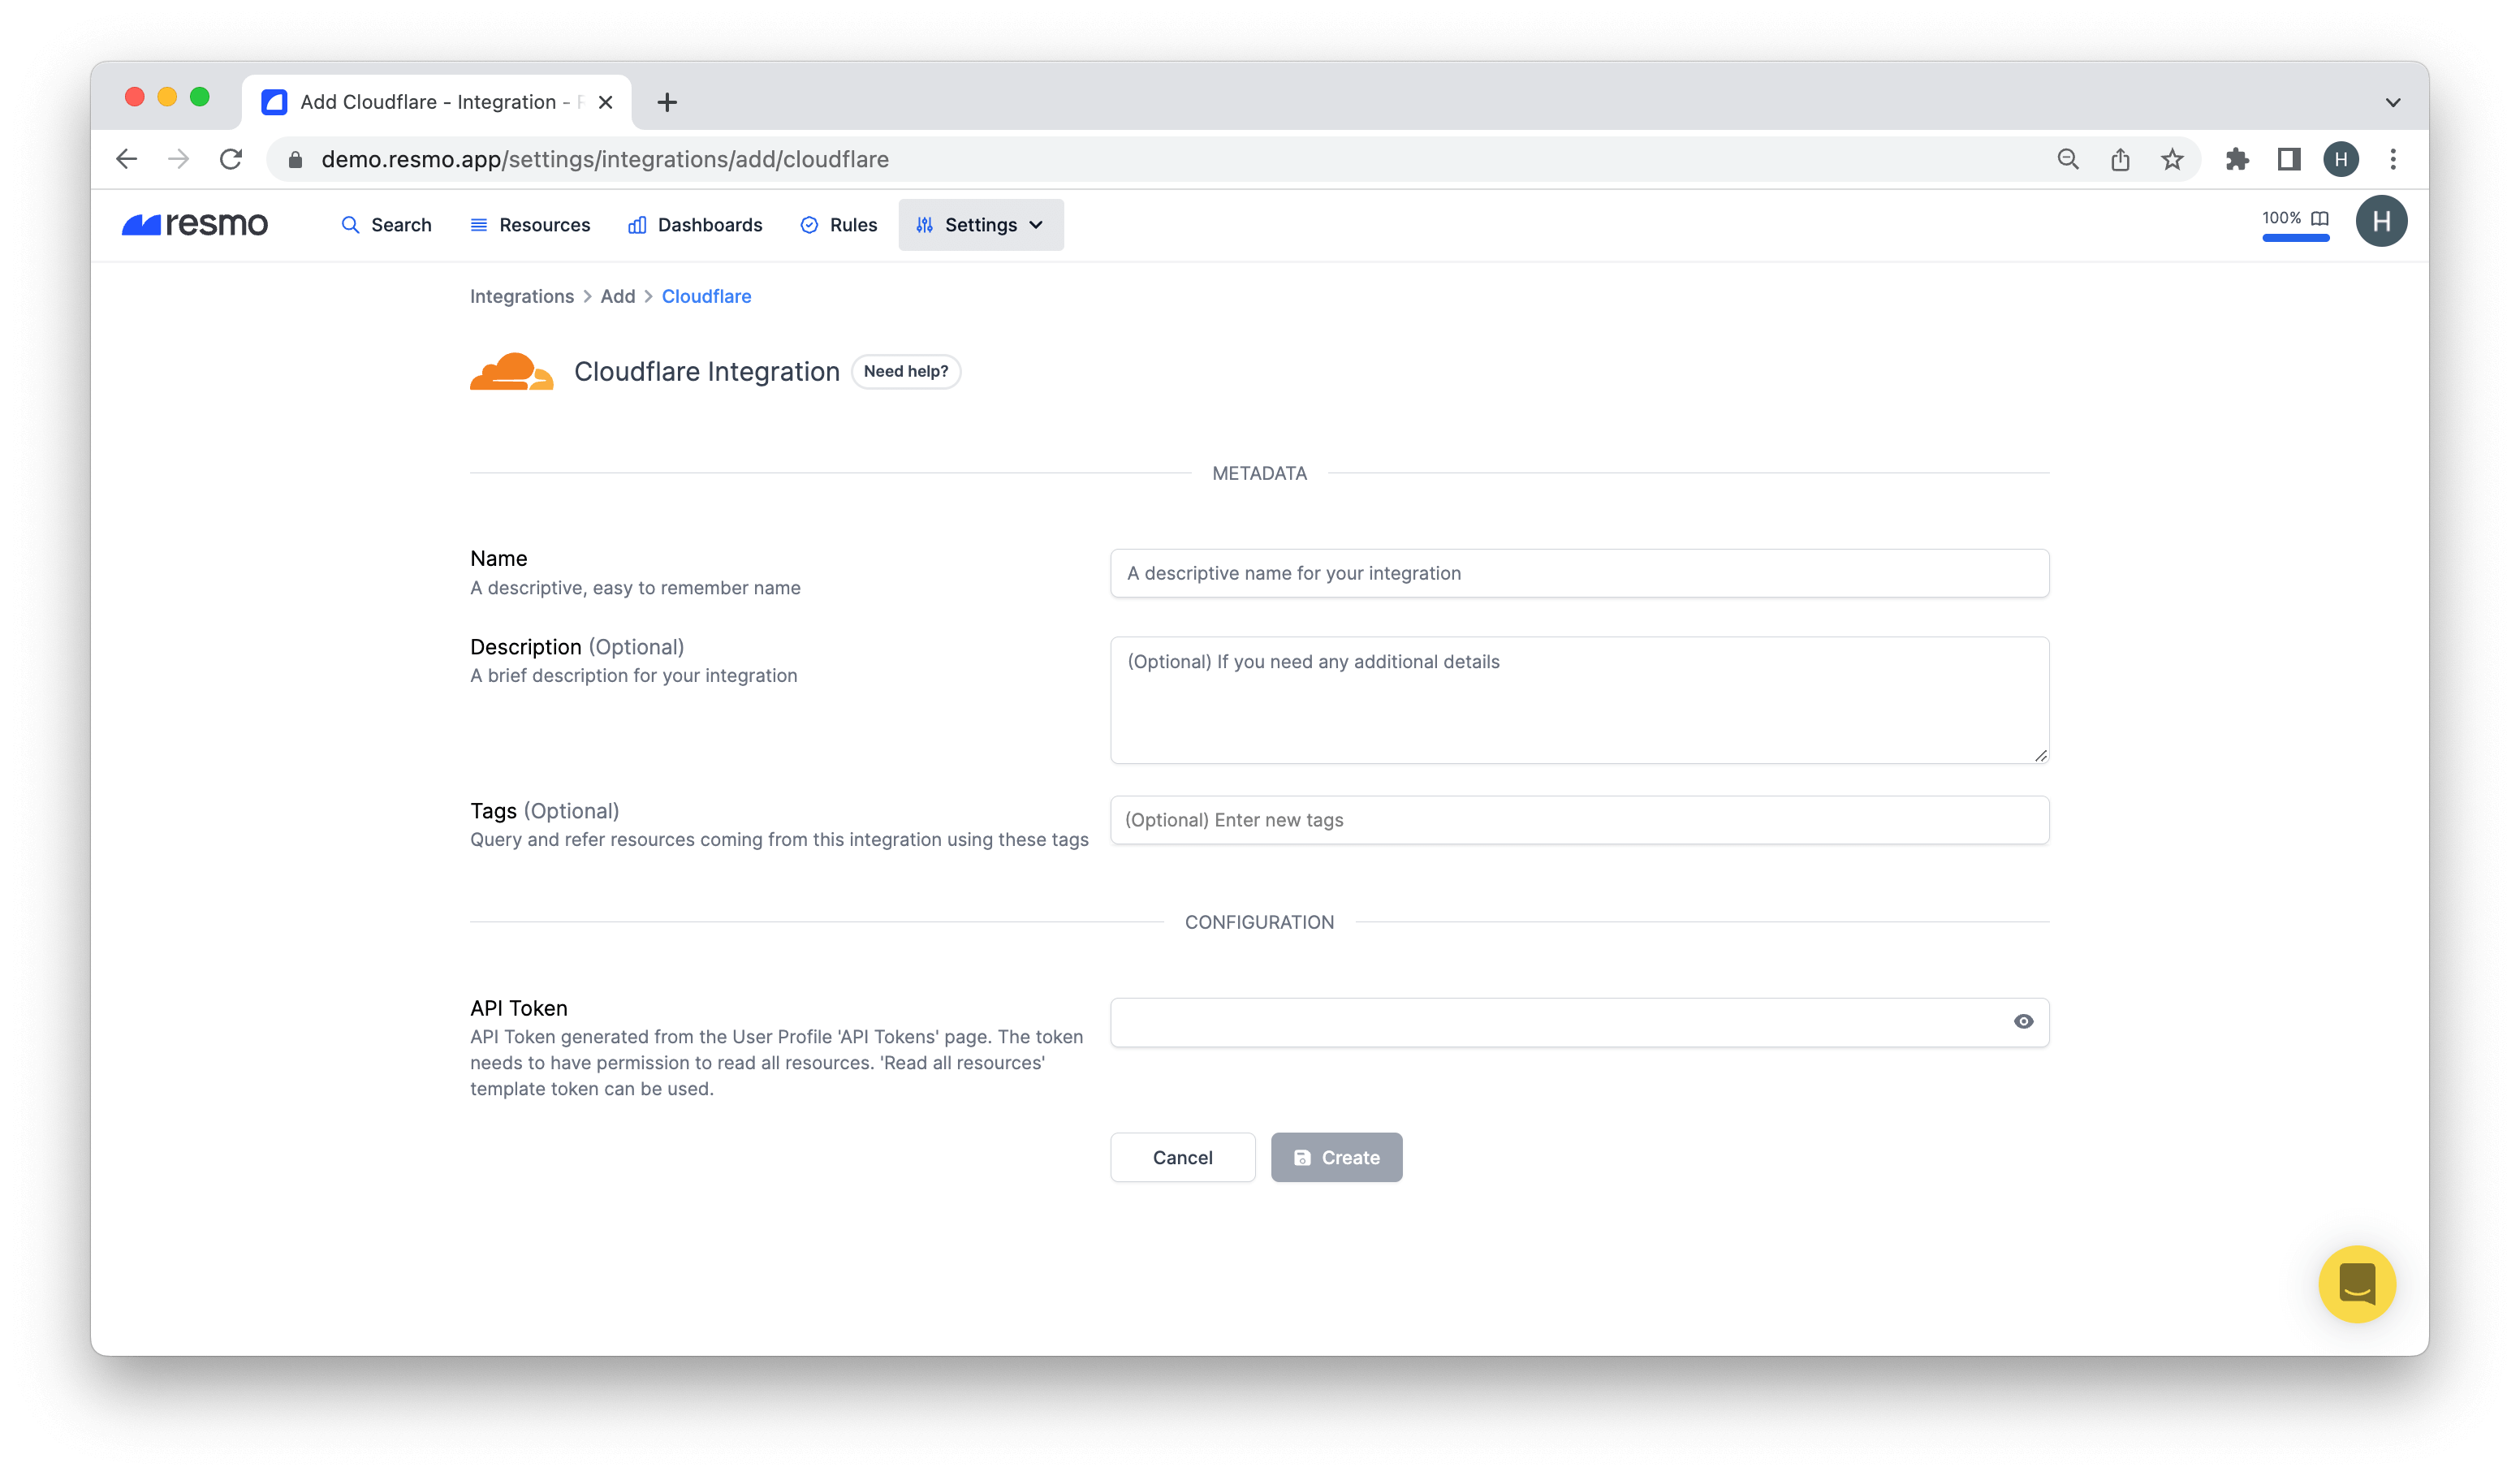 Add Cloudflare - Integration -
demo.resmo.app/settings/integrations/add/cloudflare
H
resmo
Search
Resources
Dashboards
Rules
Settings
100%
H
Integrations > Add > Cloudflare
Cloudflare Integration
Need help?
METADATA
Name
A descriptive, easy to remember name
A descriptive name for your integration
Description (Optional)
A brief description for your integration
(Optional) If you need any additional details
Tags (Optional)
Query and refer resources coming from this integration using these tags
(Optional) Enter new tags
CONFIGURATION
API Token
API Token generated from the User Profile 'API Tokens' page. The token
needs to have permission to read all resources. 'Read all resources'
template token can be used.
Cancel
Create